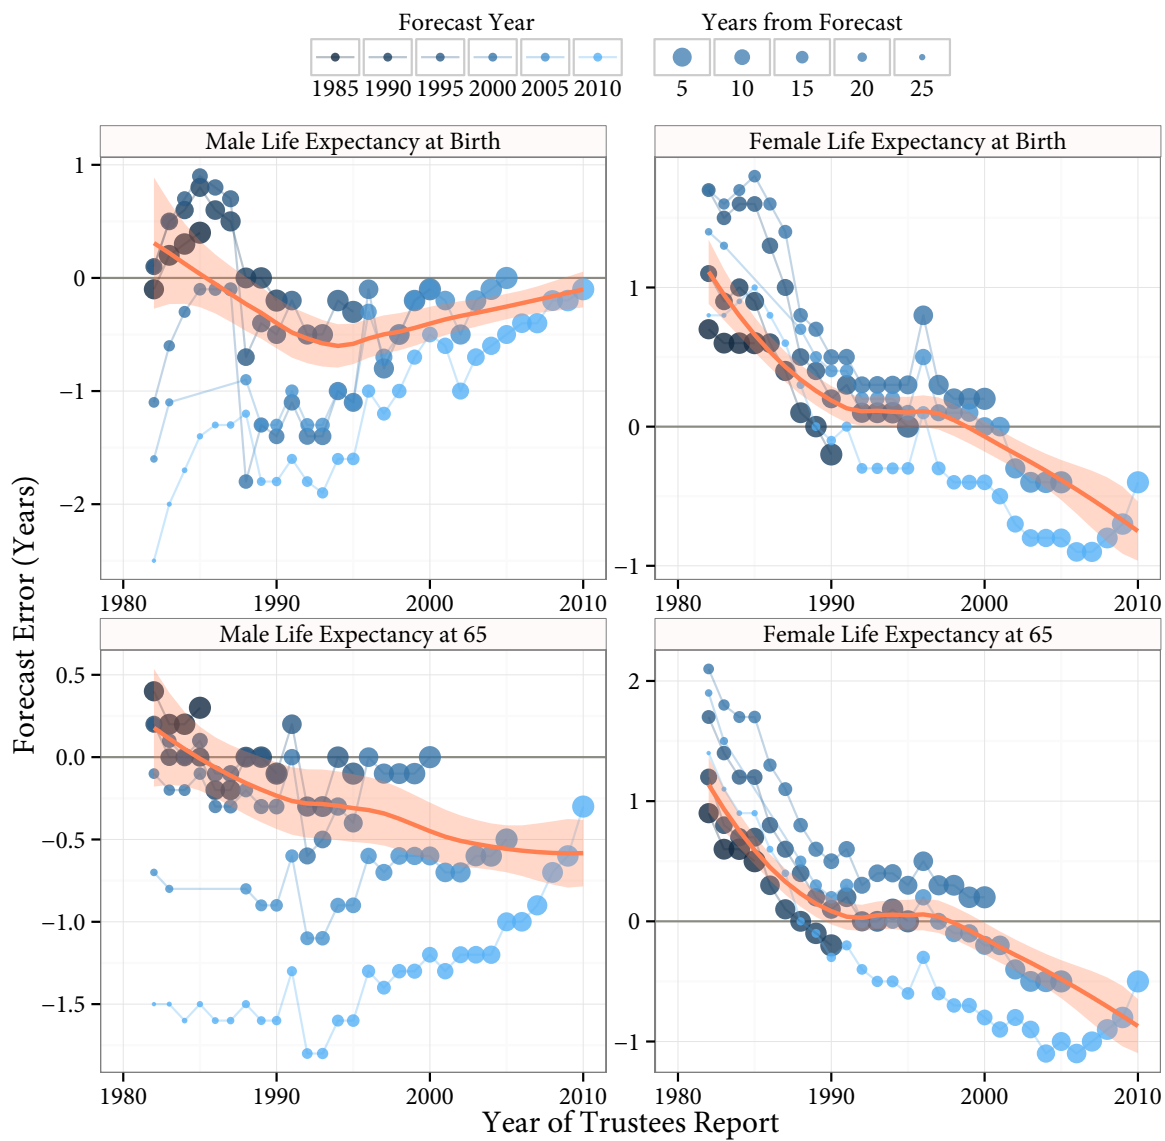 Forecast Year Years from Forecast
1985 1990 1995 2000 2005 2010 5 10 15 20 25
Male Life Expectancy at Birth Female Life Expectancy at Birth
1
0
−1
−2
1
0
−1
1980 1990 2000 2010 1980 1990 2000 2010
Male Life Expectancy at 65 Female Life Expectancy at 65
0.5
0.0
−0.5
−1.0
−1.5
2
1
0
−1
1980 1990 2000 2010 1980 1990 2000 2010
Forecast Error (Years)
Year of Trustees Report